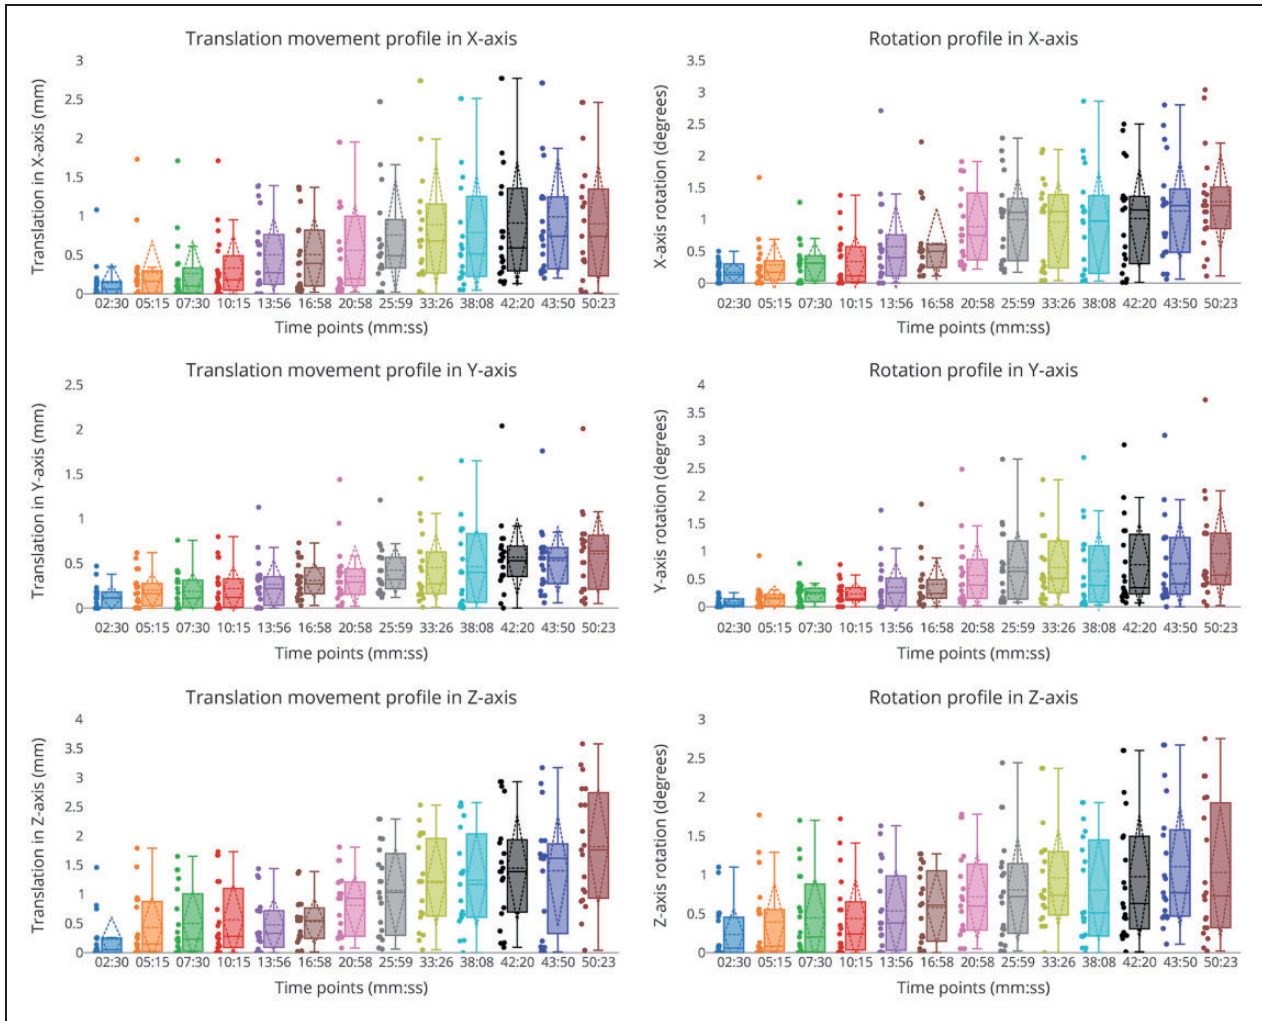 Translation movement profile in X-axis
Translation in X-axis (mm)
3
2.5
2
1.5
1
0.5
0
02:30 05:15 07:30 10:15 13:56 16:58 20:58 25:59 33:26 38:08 42:20 43:50 50:23
Time points (mm:ss)
Rotation profile in X-axis
X-axis rotation (degrees)
3.5
3
2.5
2
1.5
1
0.5
0
02:30 05:15 07:30 10:15 13:56 16:58 20:58 25:59 33:26 38:08 42:20 43:50 50:23
Time points (mm:ss)
Translation movement profile in Y-axis
Translation in Y-axis (mm)
2.5
2
1.5
1
0.5
0
02:30 05:15 07:30 10:15 13:56 16:58 20:58 25:59 33:26 38:08 42:20 43:50 50:23
Time points (mm:ss)
Rotation profile in Y-axis
Y-axis rotation (degrees)
4
3.5
3
2.5
2
1.5
1
0.5
0
02:30 05:15 07:30 10:15 13:56 16:58 20:58 25:59 33:26 38:08 42:20 43:50 50:23
Time points (mm:ss)
Translation movement profile in Z-axis
Translation in Z-axis (mm)
4
3.5
3
2.5
2
1.5
1
0.5
0
02:30 05:15 07:30 10:15 13:56 16:58 20:58 25:59 33:26 38:08 42:20 43:50 50:23
Time points (mm:ss)
Rotation profile in Z-axis
Z-axis rotation (degrees)
3
2.5
2
1.5
1
0.5
0
02:30 05:15 07:30 10:15 13:56 16:58 20:58 25:59 33:26 38:08 42:20 43:50 50:23
Time points (mm:ss)